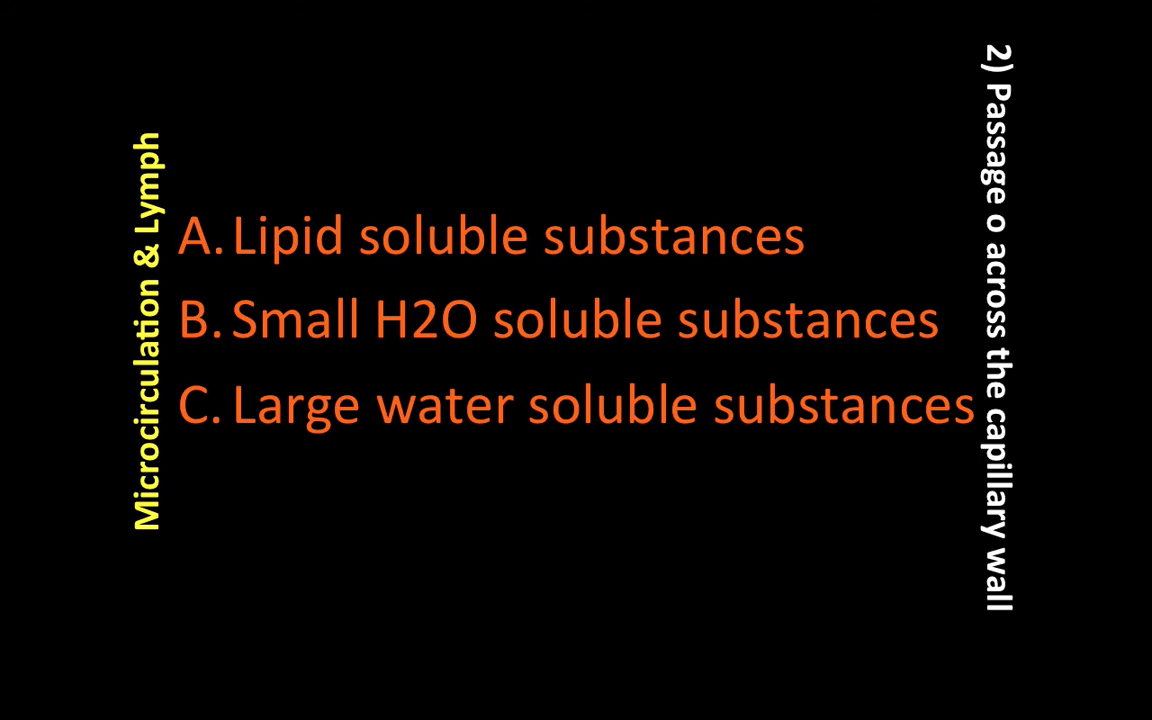 Microcirculation & Lymph
2) Passage o across the capillary wall
A. Lipid soluble substances
B. Small H2O soluble substances
C. Large water soluble substances